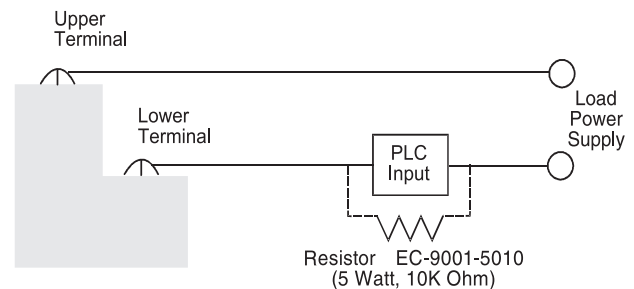 Upper
Terminal
Lower
Terminal
Load
Power
Supply
PLC
Input
Resistor EC-9001-5010
(5 Watt, 10K Ohm)